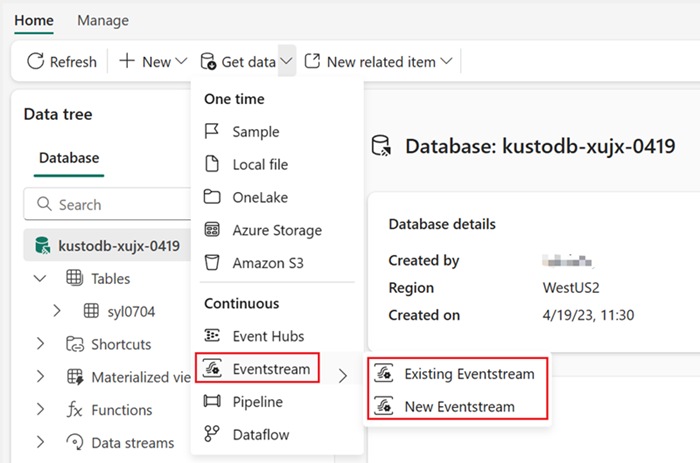 Home Manage
Refresh New Get data New related item
Data tree
Database
Search
kustodb-xujx-0419
Tables
syl0704
Shortcuts
Materialized vie
Functions
Data streams
One time
Sample
Local file
OneLake
Azure Storage
Amazon S3
Continuous
Event Hubs
Eventstream
Pipeline
Dataflow
Existing Eventstream
New Eventstream
Database: kustodb-xujx-0419
Database details
Created by
Region WestUS2
Created on 4/19/23, 11:30